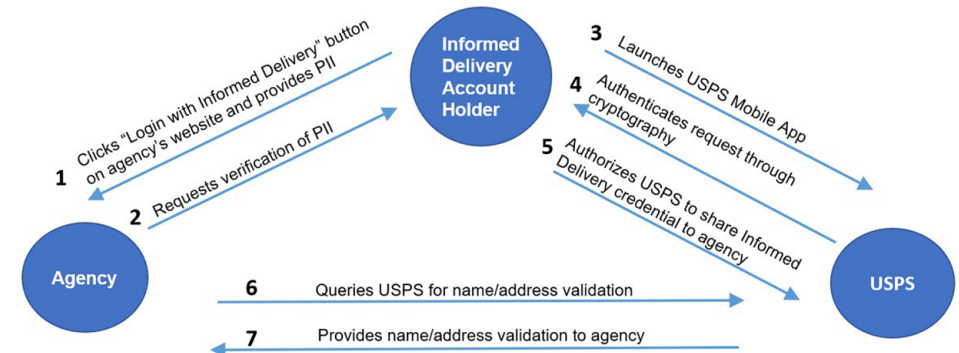 Informed
Delivery
Account
Holder
1
Clicks “Login with Informed Delivery” button
on agency’s website and provides PII
2
Requests verification of PII
3
Launches USPS Mobile App
4
Authenticates request through
cryptography
5
Authorizes USPS to share Informed
Delivery credential to agency
Agency
USPS
6
Queries USPS for name/address validation
7
Provides name/address validation to agency